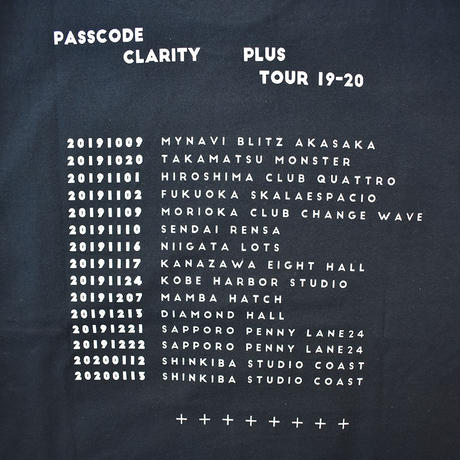 PASSCODE
CLARITY PLUS
TOUR 19-20
20191009 MYNAVI BLITZ AKASAKA
20191020 TAKAMATSU MONSTER
20191101 HIROSHIMA CLUB QUATTRO
20191102 FUKUOKA SKALAESPACIO
20191109 MORIOKA CLUB CHANGE WAVE
20191110 SENDAI RENSA
20191116 NIIGATA LOTS
20191117 KANAZAWA EIGHT HALL
20191124 KOBE HARBOR STUDIO
20191207 MAMBA HATCH
20191213 DIAMOND HALL
20191221 SAPPORO PENNY LANE24
20191222 SAPPORO PENNY LANE24
20200112 SHINKIBA STUDIO COAST
20200113 SHINKIBA STUDIO COAST
++++++++